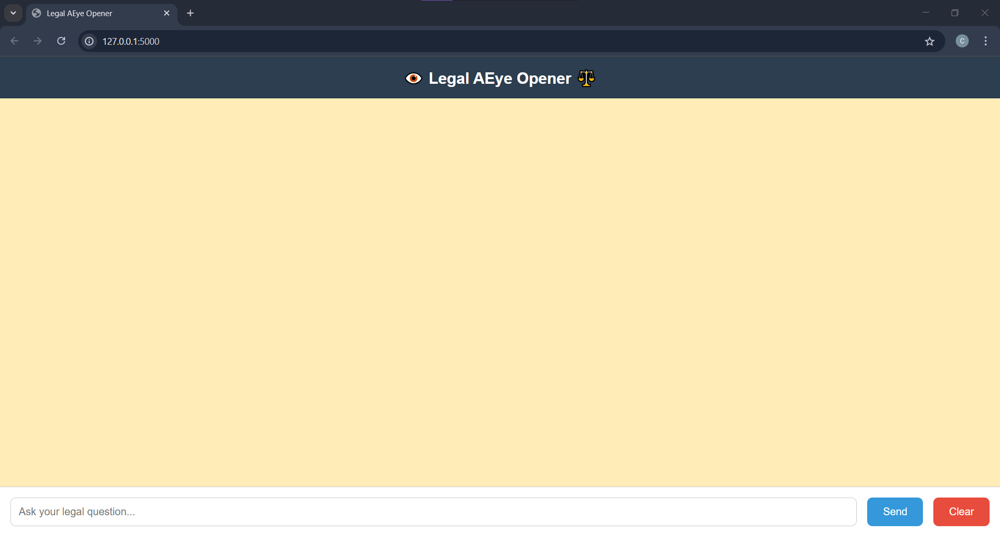 Legal AEye Opener
127.0.0.1:5000
C
👁️ Legal AEye Opener ⚖️
Ask your legal question...
Send
Clear